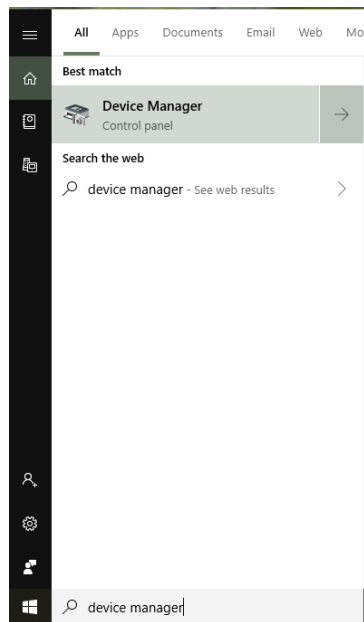 All Apps Documents Email Web Mo
Best match
Device Manager
Control panel
Search the web
device manager - See web results
device manager